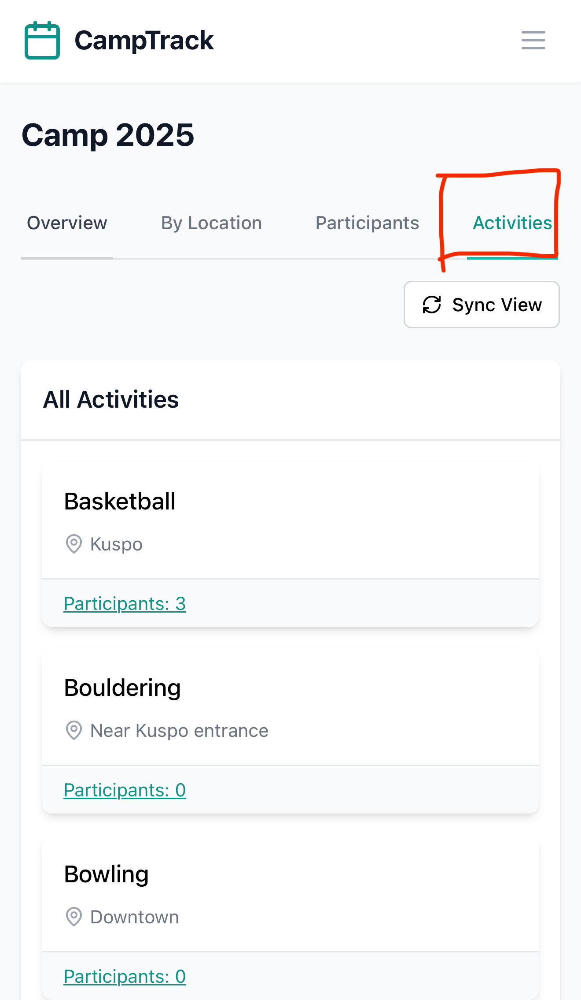 CampTrack
Camp 2025
Overview By Location Participants Activities
Sync View
All Activities
Basketball
Kuspo
Participants: 3
Bouldering
Near Kuspo entrance
Participants: 0
Bowling
Downtown
Participants: 0